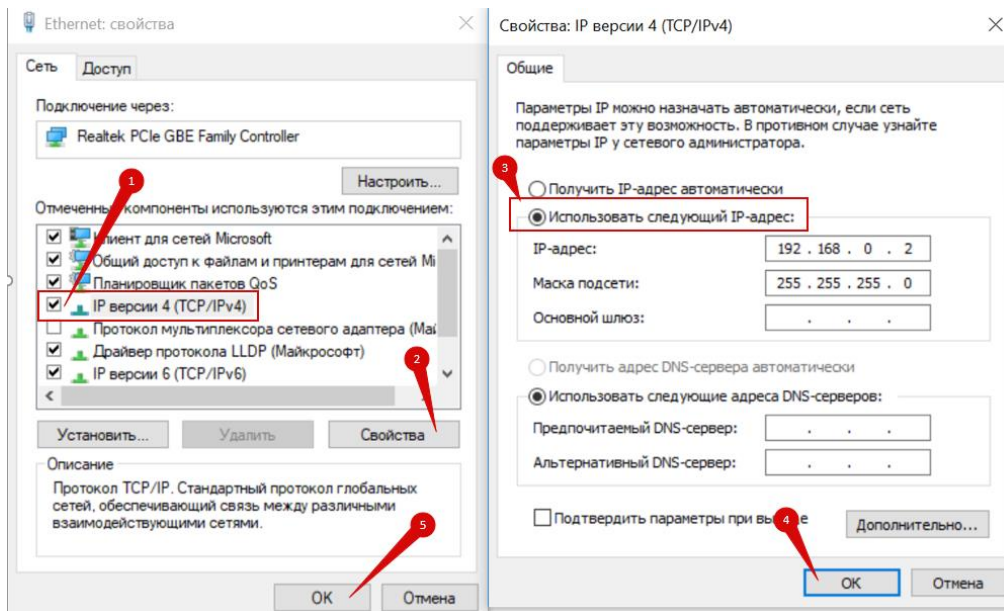 Ethernet: свойства
Сеть
Доступ
Подключение через:
Realtek PCIe GBE Family Controller
Настроить...
1
Отмеченные компоненты используются этим подключением:
Клиент для сетей Microsoft
Общий доступ к файлам и принтерам для сетей Mi
Планировщик пакетов QoS
IP версии 4 (TCP/IPv4)
Протокол мультиплексора сетевого адаптера (Май
Драйвер протокола LLDP (Майкрософт)
IP версии 6 (TCP/IPv6)
2
Установить...
Удалить
Свойства
Описание
Протокол TCP/IP. Стандартный протокол глобальных
сетей, обеспечивающий связь между различными
взаимодействующими сетями.
5
OK
Отмена
Свойства: IP версии 4 (TCP/IPv4)
Общие
Параметры IP можно назначать автоматически, если сеть
поддерживает эту возможность. В противном случае узнайте
параметры IP у сетевого администратора.
3
Получить IP-адрес автоматически
Использовать следующий IP-адрес:
IP-адрес:
192 . 168 . 0 . 2
Маска подсети:
255 . 255 . 255 . 0
Основной шлюз:
. . .
Получить адрес DNS-сервера автоматически
Использовать следующие адреса DNS-серверов:
Предпочитаемый DNS-сервер:
. . .
Альтернативный DNS-сервер:
. . .
Подтвердить параметры при выходе
4
Дополнительно...
OK
Отмена